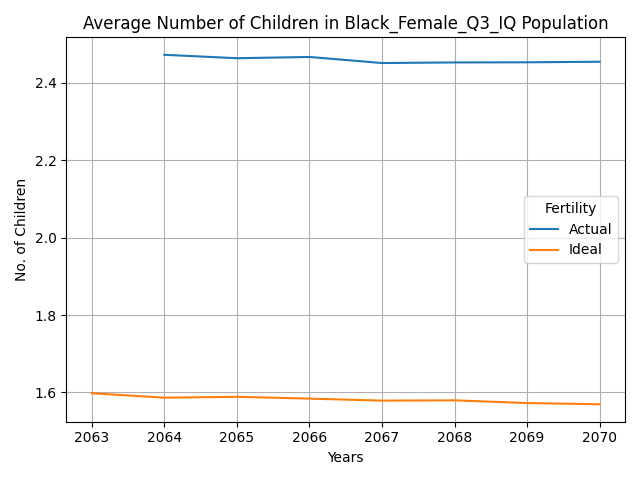 Average Number of Children in Black_Female_Q3_IQ Population
No. of Children
2.4
2.2
2.0
1.8
1.6
Fertility
Actual
Ideal
2063 2064 2065 2066 2067 2068 2069 2070
Years